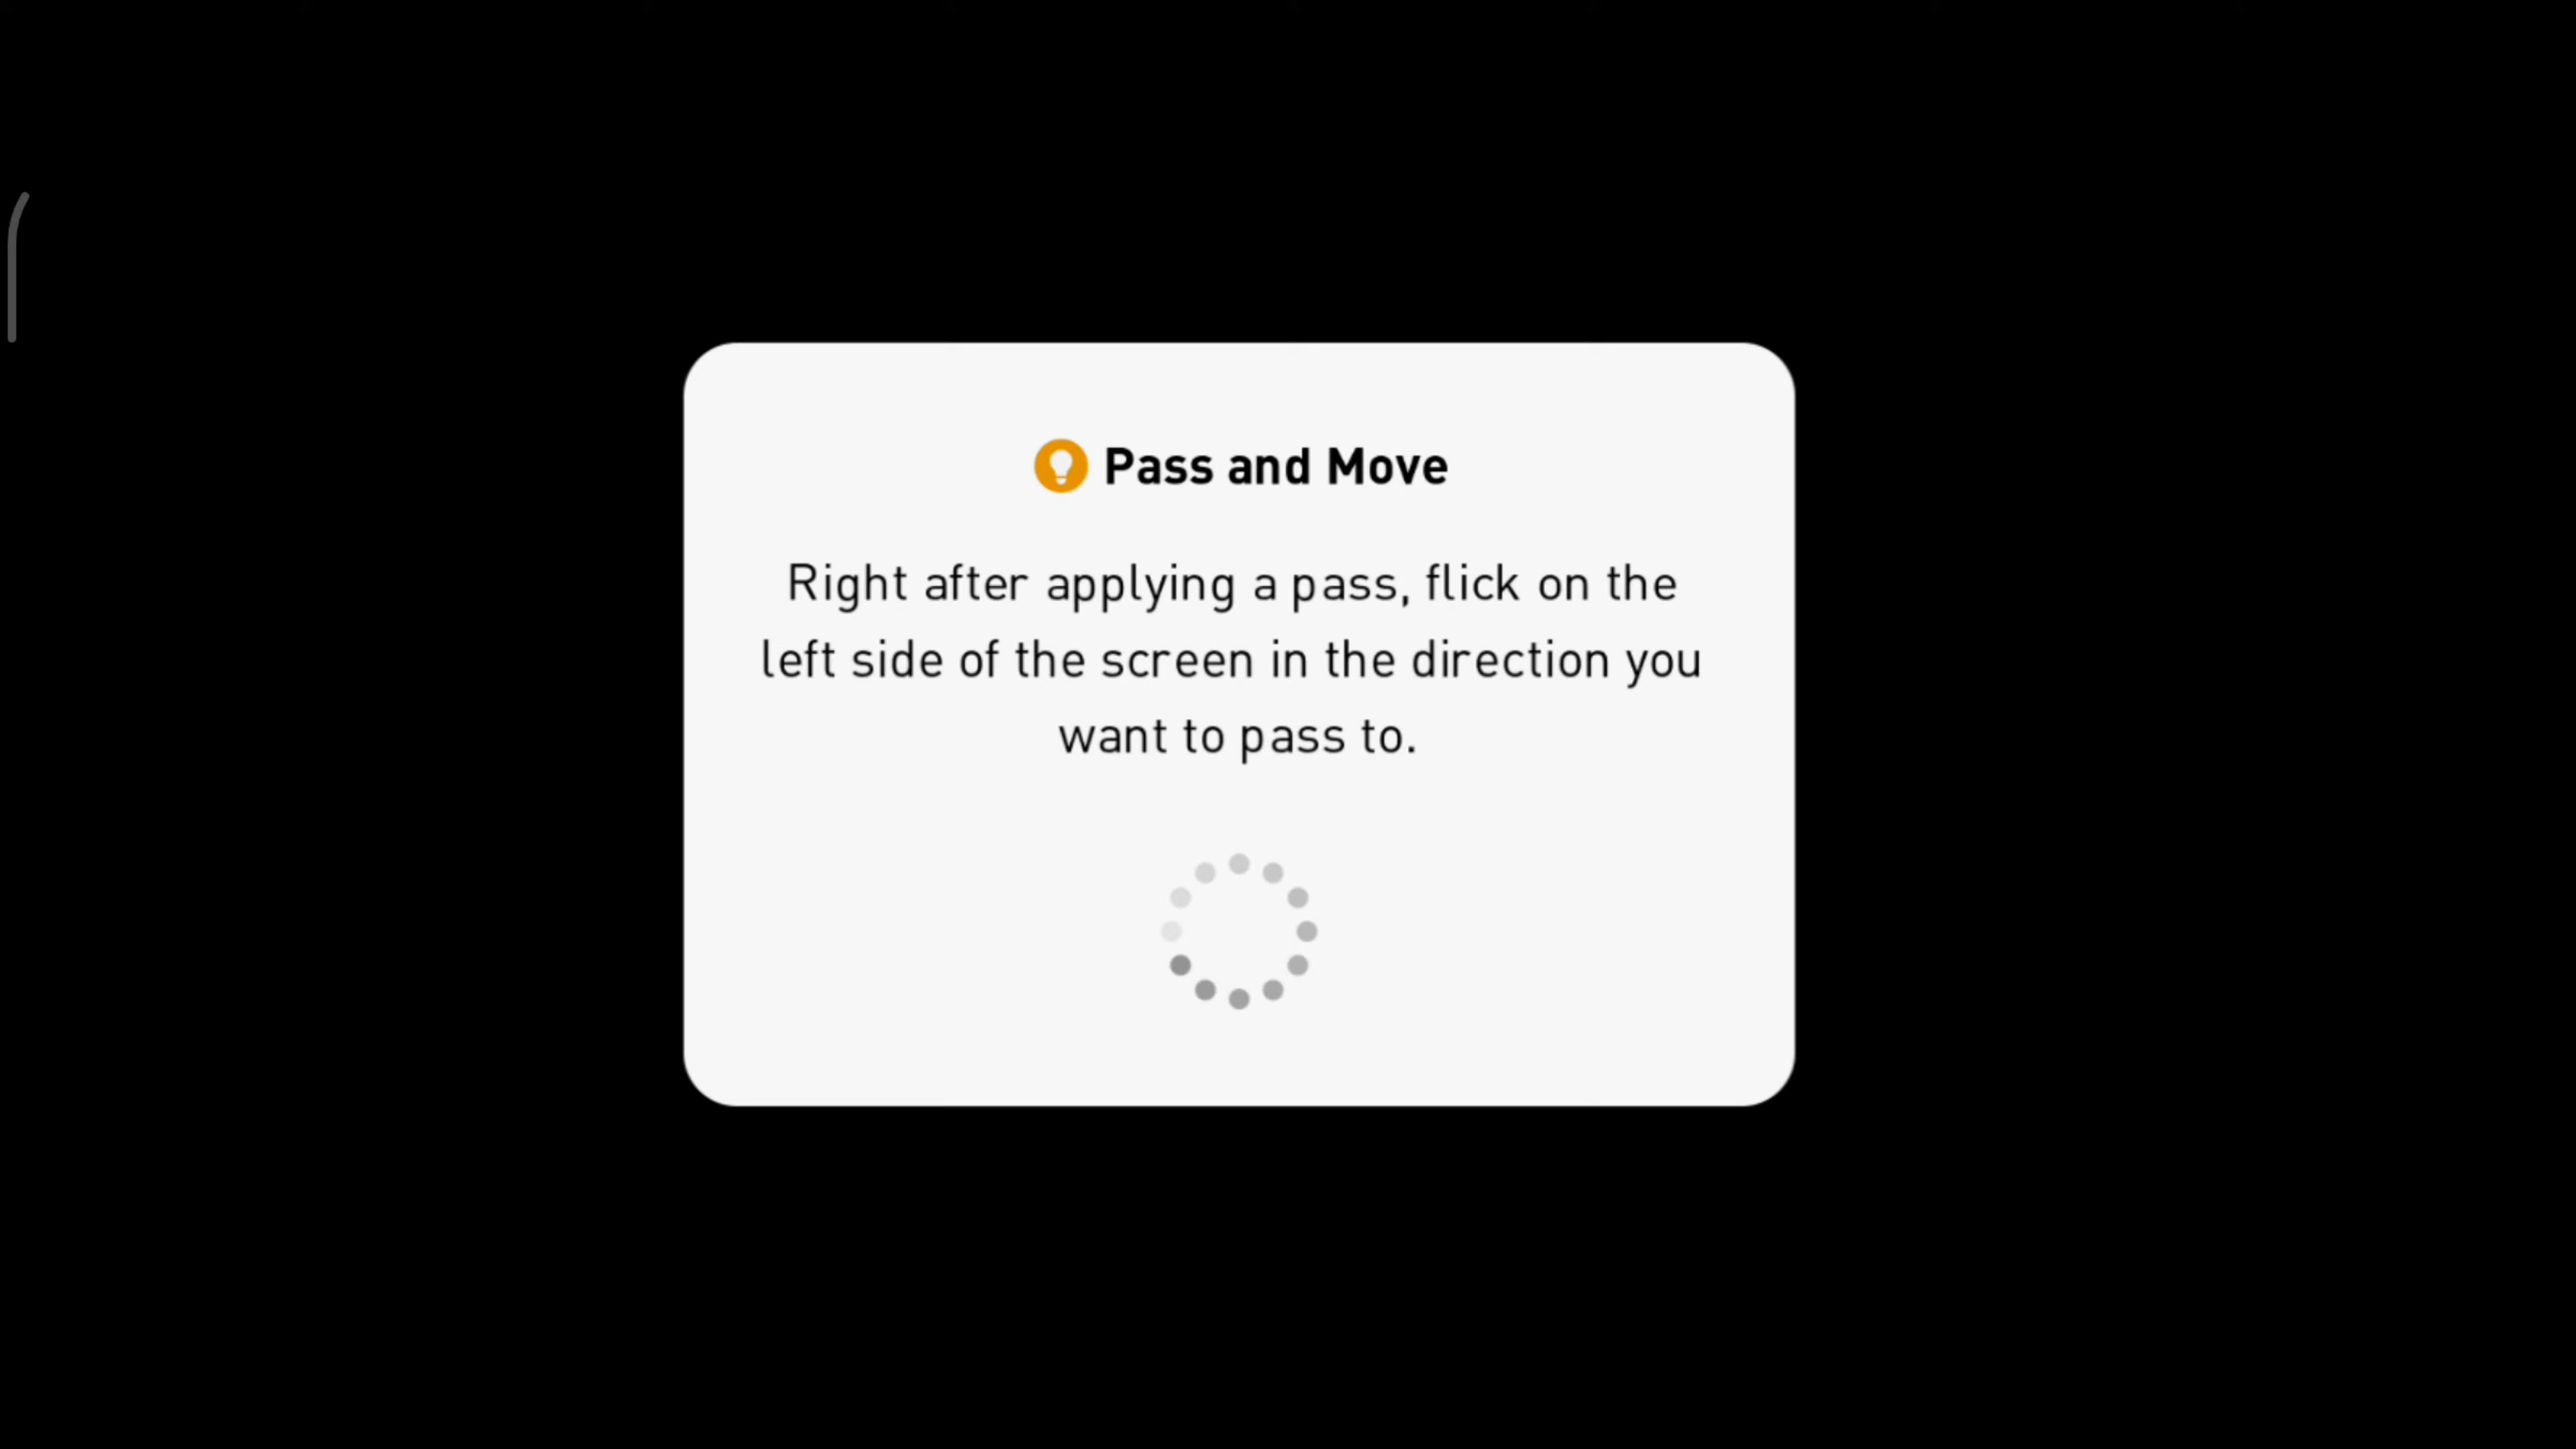 Pass and Move
Right after applying a pass, flick on the
left side of the screen in the direction you
want to pass to.